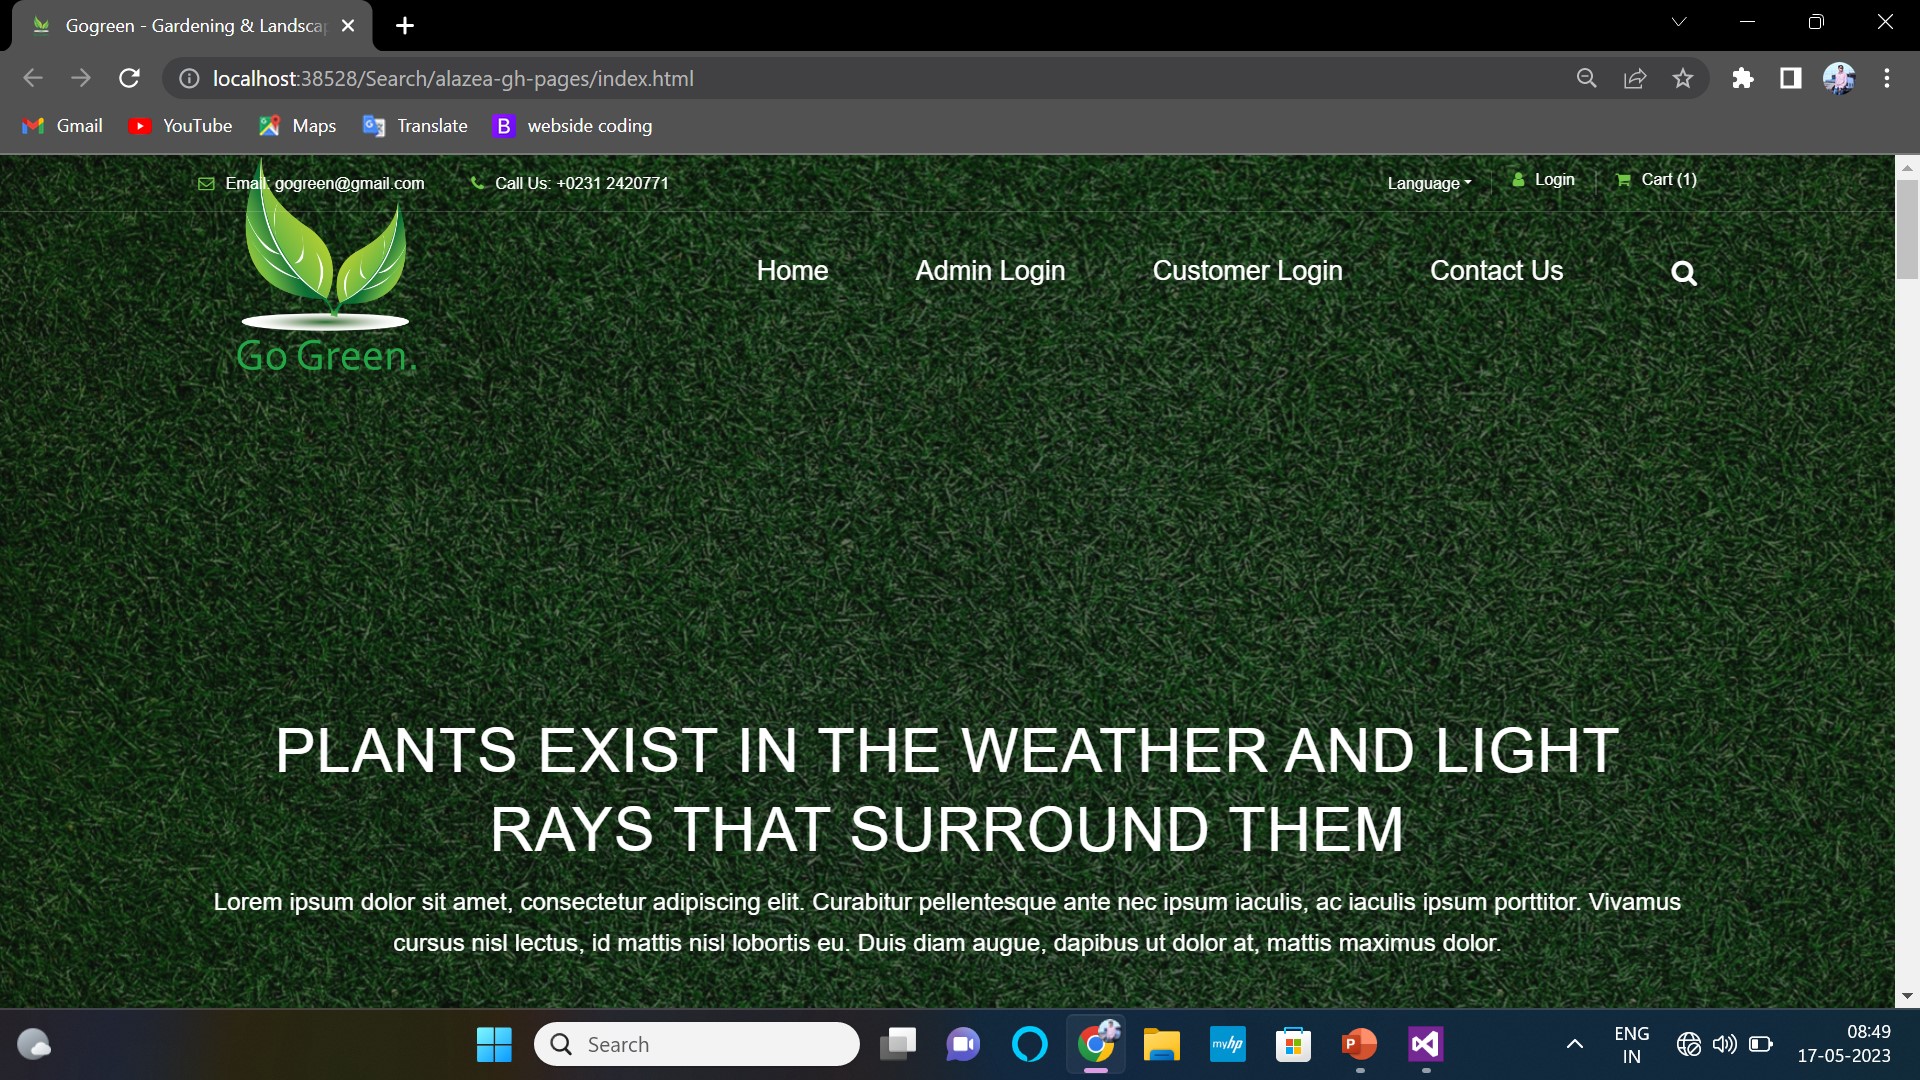 Gogreen - Gardening & Landsca
localhost:38528/Search/alazea-gh-pages/index.html
Gmail YouTube Maps Translate B webside coding
Email: gogreen@gmail.com Call Us: +0231 2420771 Language Login Cart (1)
Home Admin Login Customer Login Contact Us
Go Green.
PLANTS EXIST IN THE WEATHER AND LIGHT
RAYS THAT SURROUND THEM
Lorem ipsum dolor sit amet, consectetur adipiscing elit. Curabitur pellentesque ante nec ipsum iaculis, ac iaculis ipsum porttitor. Vivamus
cursus nisl lectus, id mattis nisl lobortis eu. Duis diam augue, dapibus ut dolor at, mattis maximus dolor.
Search
myhp
P
ENG
IN
08:49
17-05-2023